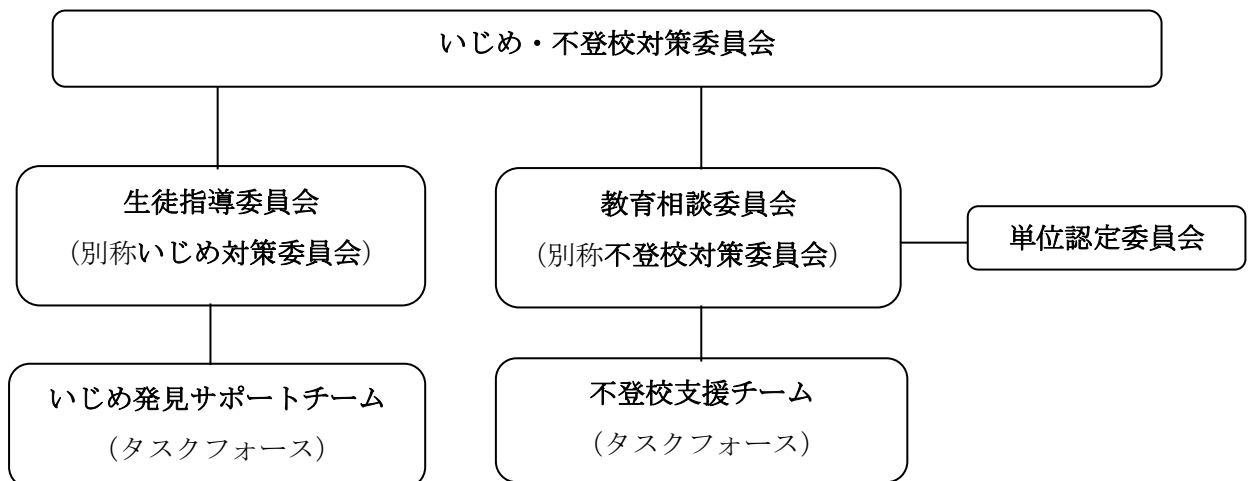 いじめ・不登校対策委員会
生徒指導委員会
(別称いじめ対策委員会)
教育相談委員会
(別称不登校対策委員会)
単位認定委員会
いじめ発見サポートチーム
(タスクフォース)
不登校支援チーム
(タスクフォース)